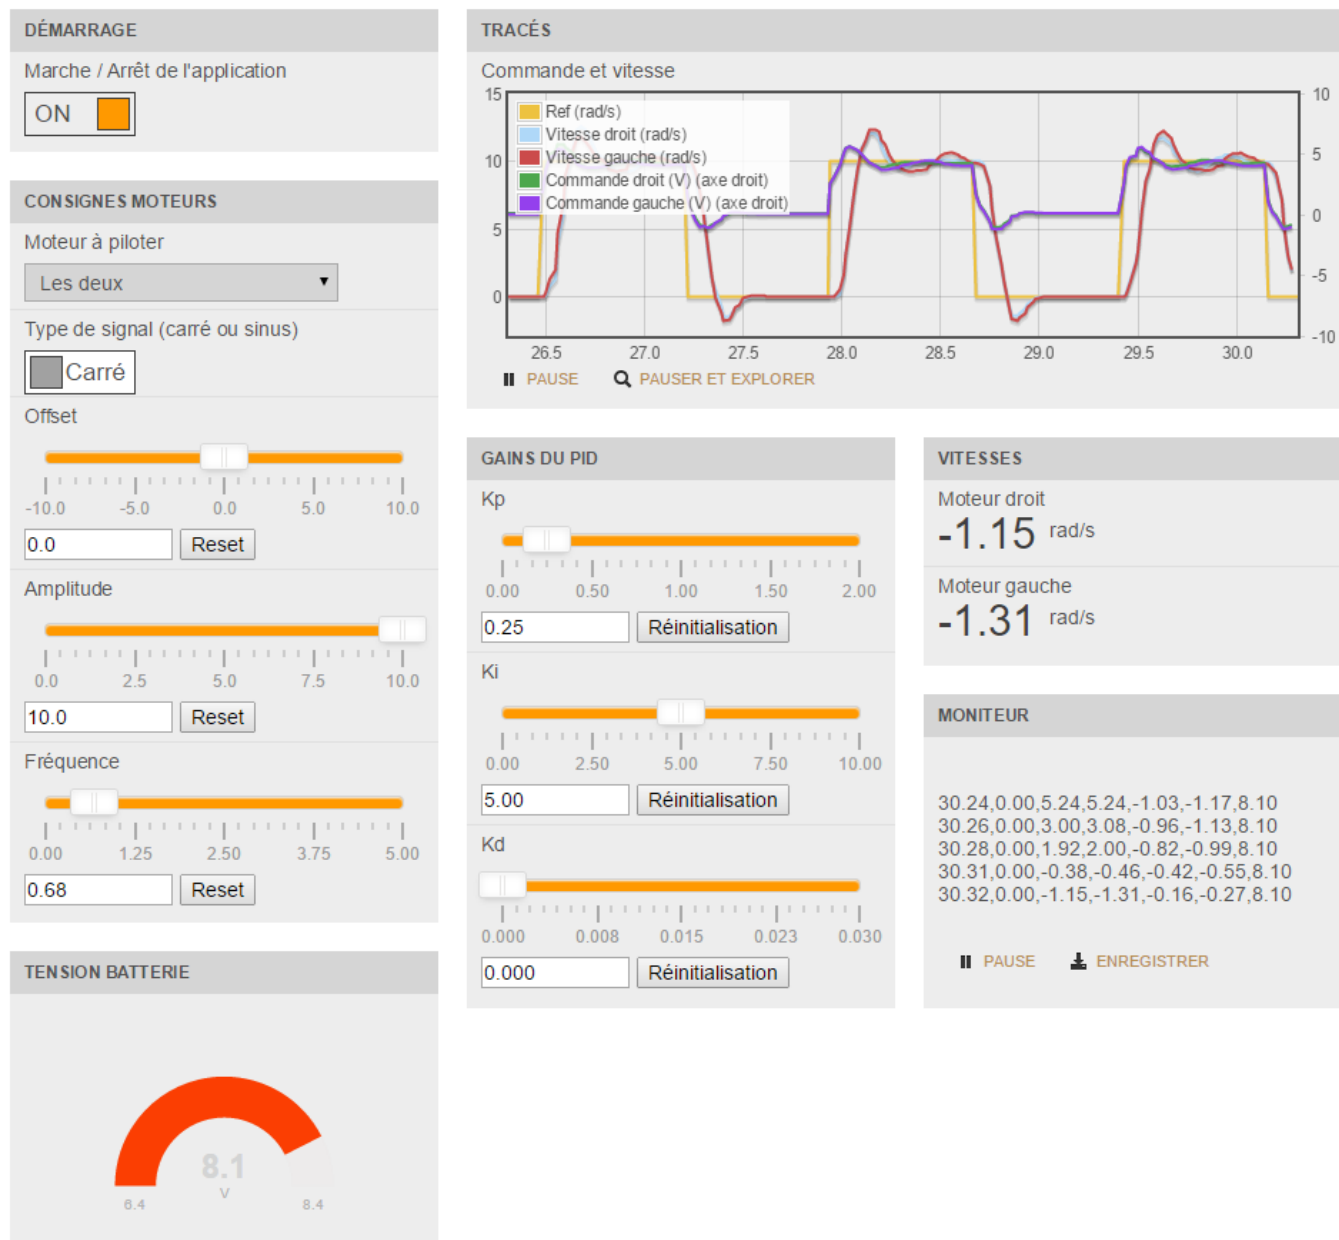 DÉMARRAGE
Marche / Arrêt de l'application
ON
CONSIGNES MOTEURS
Moteur à piloter
Les deux
Type de signal (carré ou sinus)
Carré
Offset
-10.0 -5.0 0.0 5.0 10.0
0.0 Reset
Amplitude
0.0 2.5 5.0 7.5 10.0
10.0 Reset
Fréquence
0.00 1.25 2.50 3.75 5.00
0.68 Reset
TENSION BATTERIE
8.1
V
6.4 8.4
TRACÉS
Commande et vitesse
15 10
Ref (rad/s)
Vitesse droit (rad/s)
Vitesse gauche (rad/s)
10 5
Commande droit (V) (axe droit)
Commande gauche (V) (axe droit)
5 0
0 -5
-10
26.5 27.0 27.5 28.0 28.5 29.0 29.5 30.0
PAUSE PAUSER ET EXPLORER
GAINS DU PID
Kp
0.00 0.50 1.00 1.50 2.00
0.25 Réinitialisation
Ki
0.00 2.50 5.00 7.50 10.00
5.00 Réinitialisation
Kd
0.000 0.008 0.015 0.023 0.030
0.000 Réinitialisation
VITESSES
Moteur droit
-1.15 rad/s
Moteur gauche
-1.31 rad/s
MONITEUR
30.24,0.00,5.24,5.24,-1.03,-1.17,8.10
30.26,0.00,3.00,3.08,-0.96,-1.13,8.10
30.28,0.00,1.92,2.00,-0.82,-0.99,8.10
30.31,0.00,-0.38,-0.46,-0.42,-0.55,8.10
30.32,0.00,-1.15,-1.31,-0.16,-0.27,8.10
PAUSE ENREGISTRER